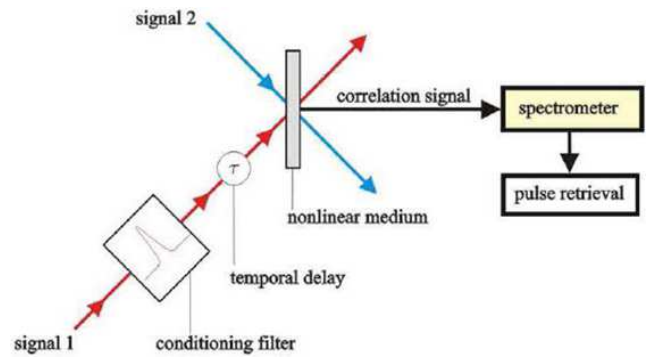 signal 2
correlation signal
spectrometer
τ
nonlinear medium
pulse retrieval
temporal delay
signal 1
conditioning filter